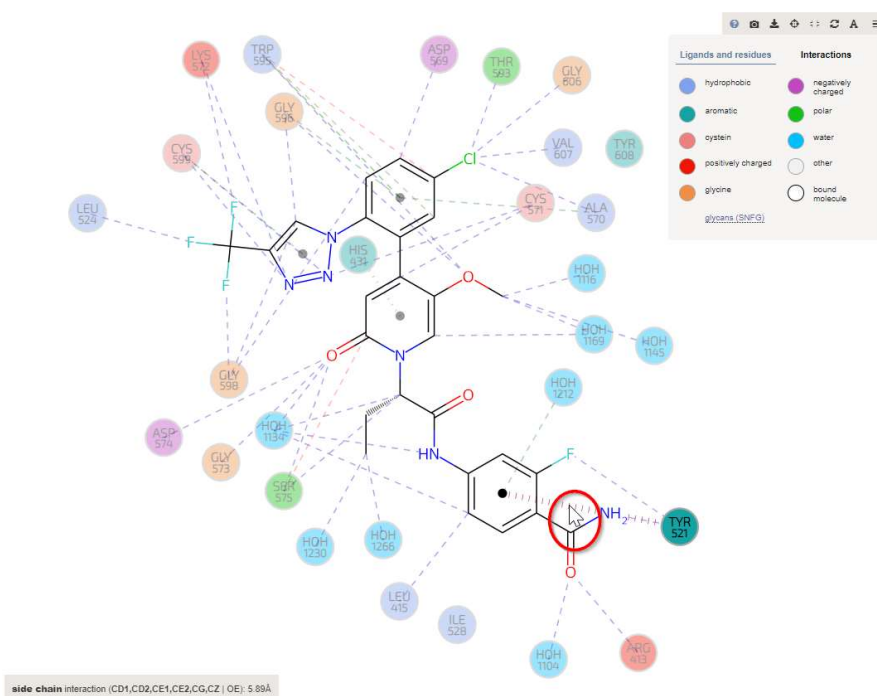 A
Ligands and residues
Interactions
hydrophobic
negatively charged
aromatic
polar
cystein
water
positively charged
other
glycine
bound molecule
glycans (SNFG)
LYS
572
TRP
595
ASP
569
THR
593
GLY
606
GLY
596
VAL
607
TYR
608
CYS
599
CYS
571
ALA
570
LEU
524
Cl
F
F
F
N
N
N
HIS
431
O
HOH
1116
HOH
1169
HOH
1145
O
N
GLY
598
HOH
1212
O
ASP
574
HOH
1134
GLY
573
HN
F
SER
575
NH2
TYR
521
HOH
1230
HOH
1266
O
LEU
415
ILE
528
HOH
1104
ARG
413
side chain interaction (CD1,CD2,CE1,CE2,CG,CZ | OE): 5.89Å